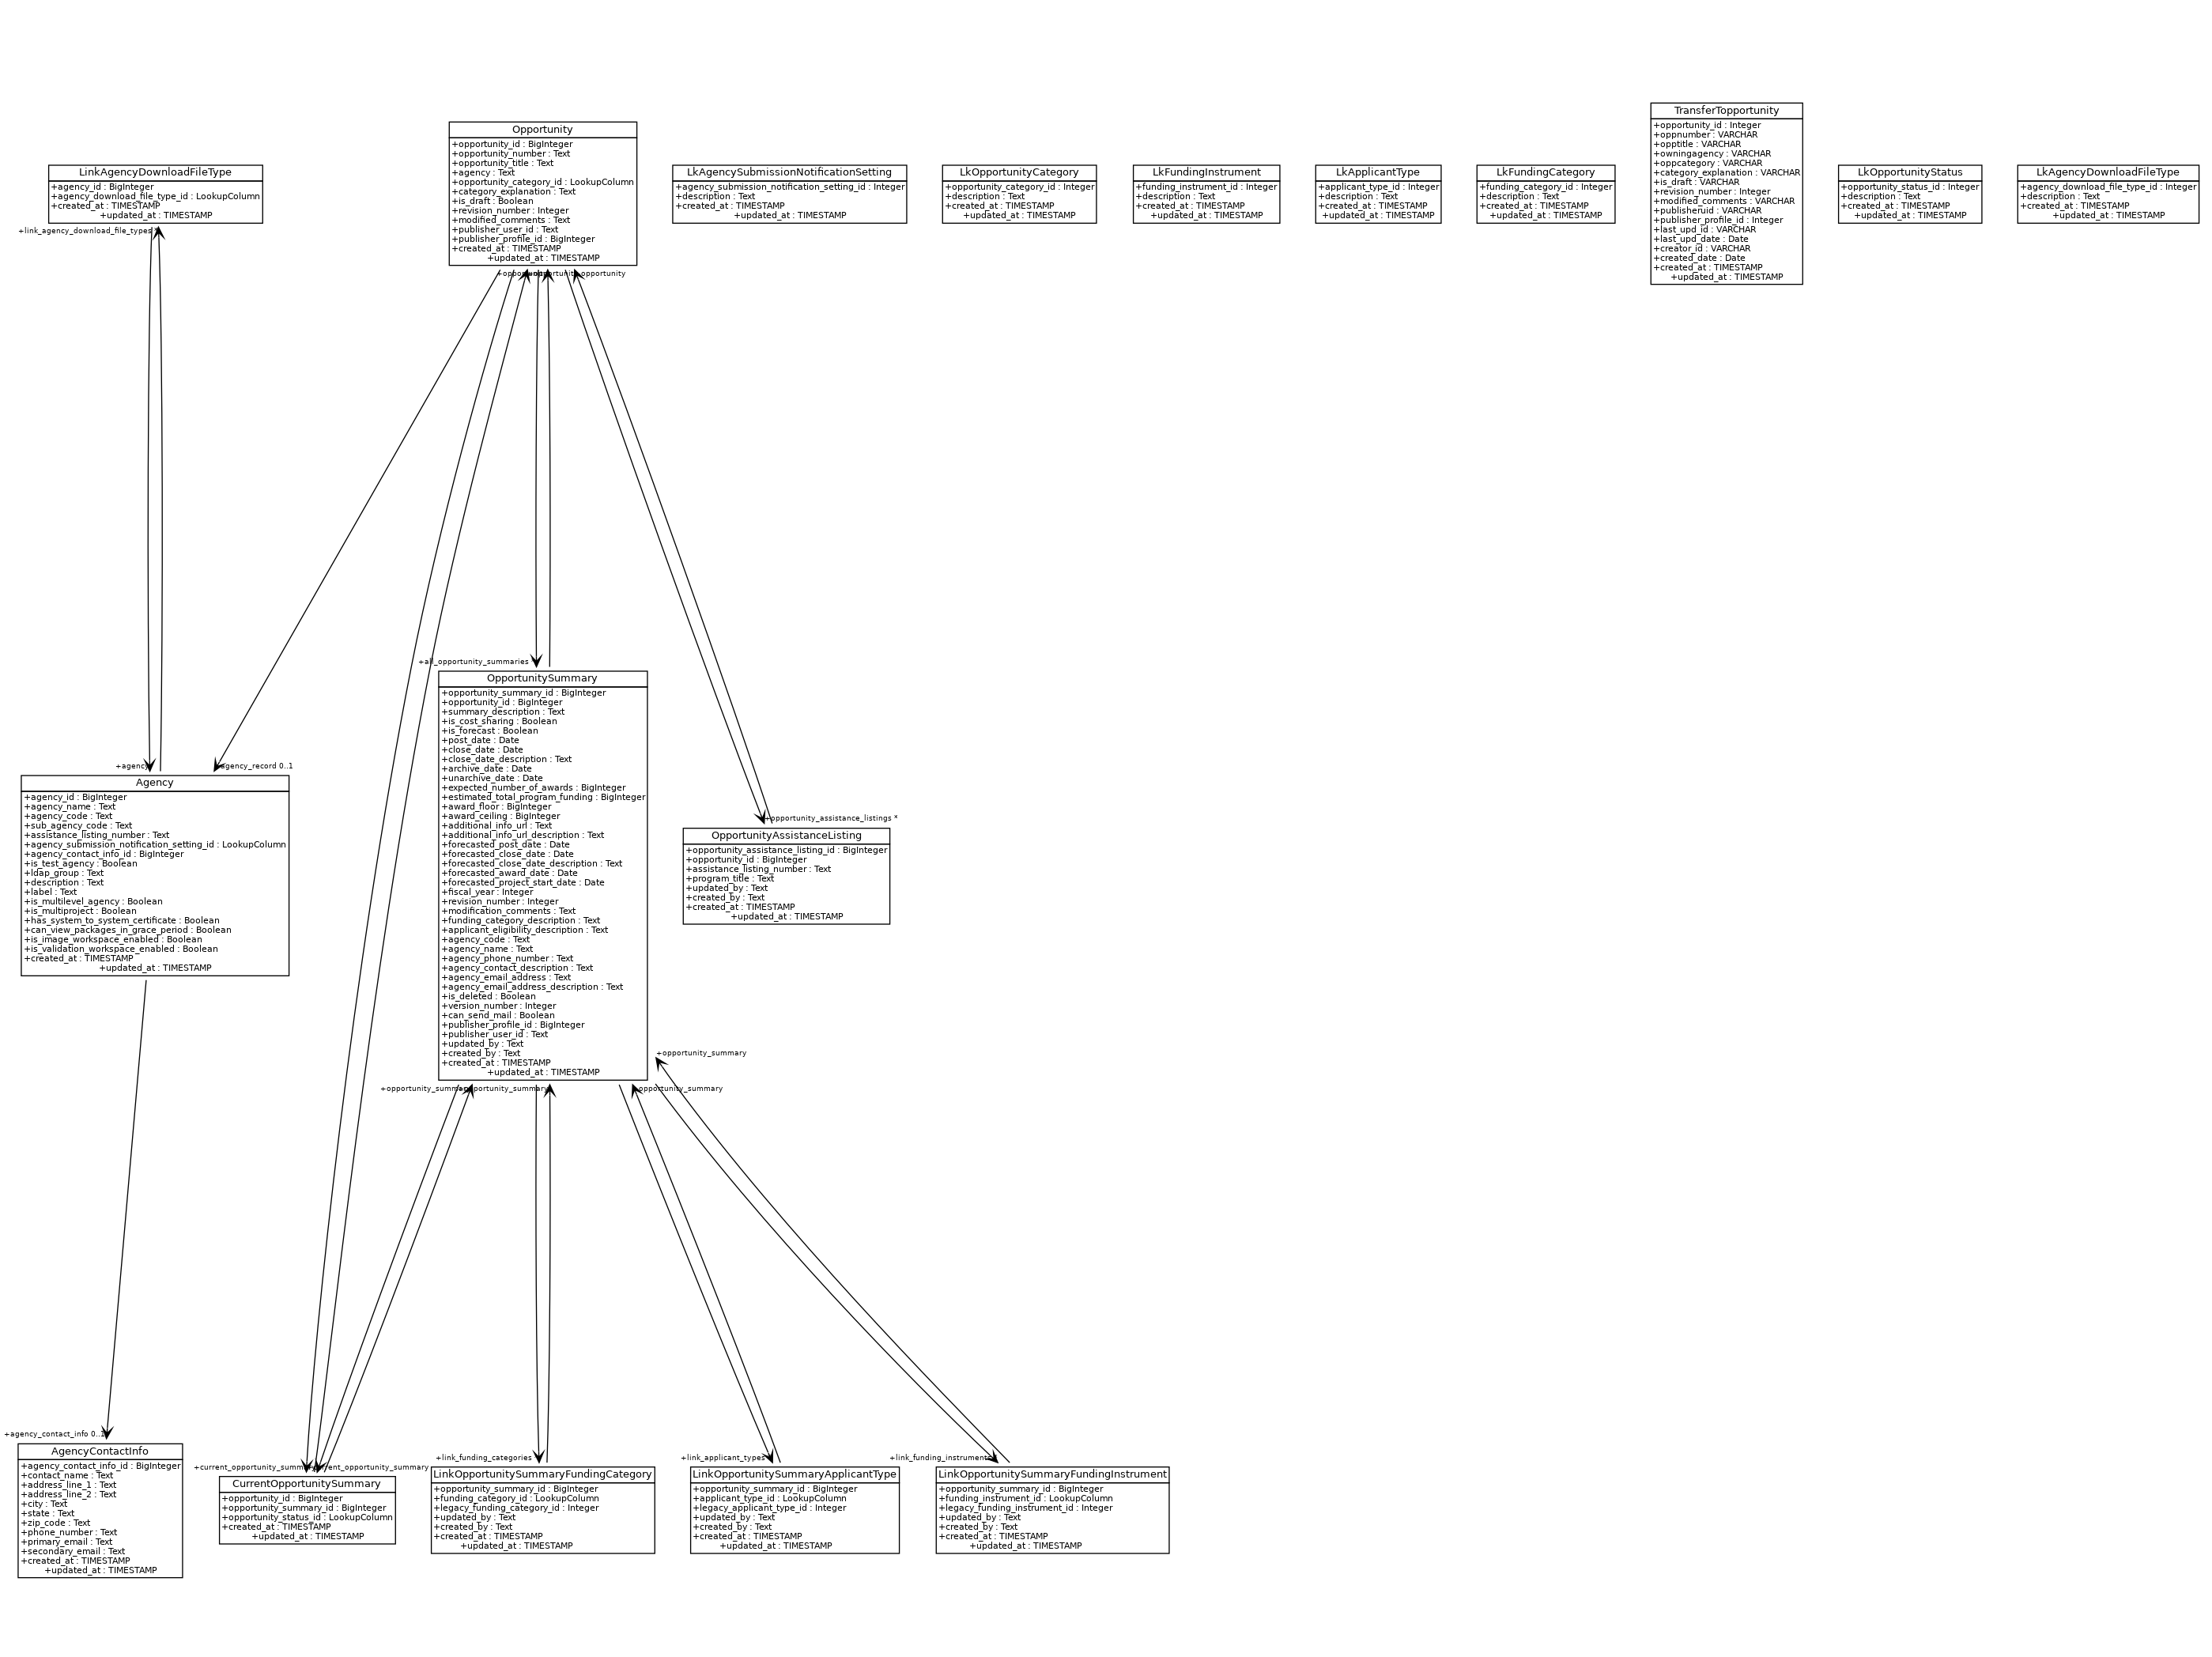 TransferTopportunity
+opportunity_id : Integer
+oppnumber : VARCHAR
+opptitle : VARCHAR
+owningagency : VARCHAR
+oppcategory : VARCHAR
+category_explanation : VARCHAR
+is_draft : VARCHAR
+revision_number : Integer
+modified_comments : VARCHAR
+publisheruid : VARCHAR
+publisher_profile_id : Integer
+last_upd_id : VARCHAR
+last_upd_date : Date
+creator_id : VARCHAR
+created_date : Date
+created_at : TIMESTAMP
+updated_at : TIMESTAMP
Opportunity
+opportunity_id : BigInteger
+opportunity_number : Text
+opportunity_title : Text
+agency : Text
+opportunity_category_id : LookupColumn
+category_explanation : Text
+is_draft : Boolean
+revision_number : Integer
+modified_comments : Text
+publisher_user_id : Text
+publisher_profile_id : BigInteger
+created_at : TIMESTAMP
+updated_at : TIMESTAMP
LinkAgencyDownloadFileType
+agency_id : BigInteger
+agency_download_file_type_id : LookupColumn
+created_at : TIMESTAMP
+updated_at : TIMESTAMP
LkAgencySubmissionNotificationSetting
+agency_submission_notification_setting_id : Integer
+description : Text
+created_at : TIMESTAMP
+updated_at : TIMESTAMP
LkOpportunityCategory
+opportunity_category_id : Integer
+description : Text
+created_at : TIMESTAMP
+updated_at : TIMESTAMP
LkFundingInstrument
+funding_instrument_id : Integer
+description : Text
+created_at : TIMESTAMP
+updated_at : TIMESTAMP
LkApplicantType
+applicant_type_id : Integer
+description : Text
+created_at : TIMESTAMP
+updated_at : TIMESTAMP
LkFundingCategory
+funding_category_id : Integer
+description : Text
+created_at : TIMESTAMP
+updated_at : TIMESTAMP
LkOpportunityStatus
+opportunity_status_id : Integer
+description : Text
+created_at : TIMESTAMP
+updated_at : TIMESTAMP
LkAgencyDownloadFileType
+agency_download_file_type_id : Integer
+description : Text
+created_at : TIMESTAMP
+updated_at : TIMESTAMP
+link_agency_download_file_types
opportunity
+all_opportunity_summaries
OpportunitySummary
+opportunity_summary_id : BigInteger
+opportunity_id : BigInteger
+summary_description : Text
+is_cost_sharing : Boolean
+is_forecast : Boolean
+post_date : Date
+close_date : Date
+close_date_description : Text
+archive_date : Date
+unarchive_date : Date
+expected_number_of_awards : BigInteger
+estimated_total_program_funding : BigInteger
+award_floor : BigInteger
+award_ceiling : BigInteger
+additional_info_url : Text
+additional_info_url_description : Text
+forecasted_post_date : Date
+forecasted_close_date : Date
+forecasted_close_date_description : Text
+forecasted_award_date : Date
+forecasted_project_start_date : Date
+fiscal_year : Integer
+revision_number : Integer
+modification_comments : Text
+funding_category_description : Text
+applicant_eligibility_description : Text
+agency_code : Text
+agency_name : Text
+agency_phone_number : Text
+agency_contact_description : Text
+agency_email_address : Text
+agency_email_address_description : Text
+is_deleted : Boolean
+version_number : Integer
+can_send_mail : Boolean
+publisher_profile_id : BigInteger
+publisher_user_id : Text
+updated_by : Text
+created_by : Text
+created_at : TIMESTAMP
+updated_at : TIMESTAMP
+agency
agency_record 0..1
Agency
+agency_id : BigInteger
+agency_name : Text
+agency_code : Text
+sub_agency_code : Text
+assistance_listing_number : Text
+agency_submission_notification_setting_id : LookupColumn
+agency_contact_info_id : BigInteger
+is_test_agency : Boolean
+ldap_group : Text
+description : Text
+label : Text
+is_multilevel_agency : Boolean
+is_multiproject : Boolean
+has_system_to_system_certificate : Boolean
+can_view_packages_in_grace_period : Boolean
+is_image_workspace_enabled : Boolean
+is_validation_workspace_enabled : Boolean
+created_at : TIMESTAMP
+updated_at : TIMESTAMP
+opportunity_assistance_listings *
OpportunityAssistanceListing
+opportunity_assistance_listing_id : BigInteger
+opportunity_id : BigInteger
+assistance_listing_number : Text
+program_title : Text
+updated_by : Text
+created_by : Text
+created_at : TIMESTAMP
+updated_at : TIMESTAMP
+opportunity_summary
+opportunity_summary
opportunity_summary
opportunity_summary
+agency_contact_info 0..1
AgencyContactInfo
+agency_contact_info_id : BigInteger
+contact_name : Text
+address_line_1 : Text
+address_line_2 : Text
+city : Text
+state : Text
+zip_code : Text
+phone_number : Text
+primary_email : Text
+secondary_email : Text
+created_at : TIMESTAMP
+updated_at : TIMESTAMP
+current_opportunity_summary
current_opportunity_summary
CurrentOpportunitySummary
+opportunity_id : BigInteger
+opportunity_summary_id : BigInteger
+opportunity_status_id : LookupColumn
+created_at : TIMESTAMP
+updated_at : TIMESTAMP
+link_funding_categories
LinkOpportunitySummaryFundingCategory
+opportunity_summary_id : BigInteger
+funding_category_id : LookupColumn
+legacy_funding_category_id : Integer
+updated_by : Text
+created_by : Text
+created_at : TIMESTAMP
+updated_at : TIMESTAMP
+link_applicant_types
LinkOpportunitySummaryApplicantType
+opportunity_summary_id : BigInteger
+applicant_type_id : LookupColumn
+legacy_applicant_type_id : Integer
+updated_by : Text
+created_by : Text
+created_at : TIMESTAMP
+updated_at : TIMESTAMP
+link_funding_instruments
LinkOpportunitySummaryFundingInstrument
+opportunity_summary_id : BigInteger
+funding_instrument_id : LookupColumn
+legacy_funding_instrument_id : Integer
+updated_by : Text
+created_by : Text
+created_at : TIMESTAMP
+updated_at : TIMESTAMP